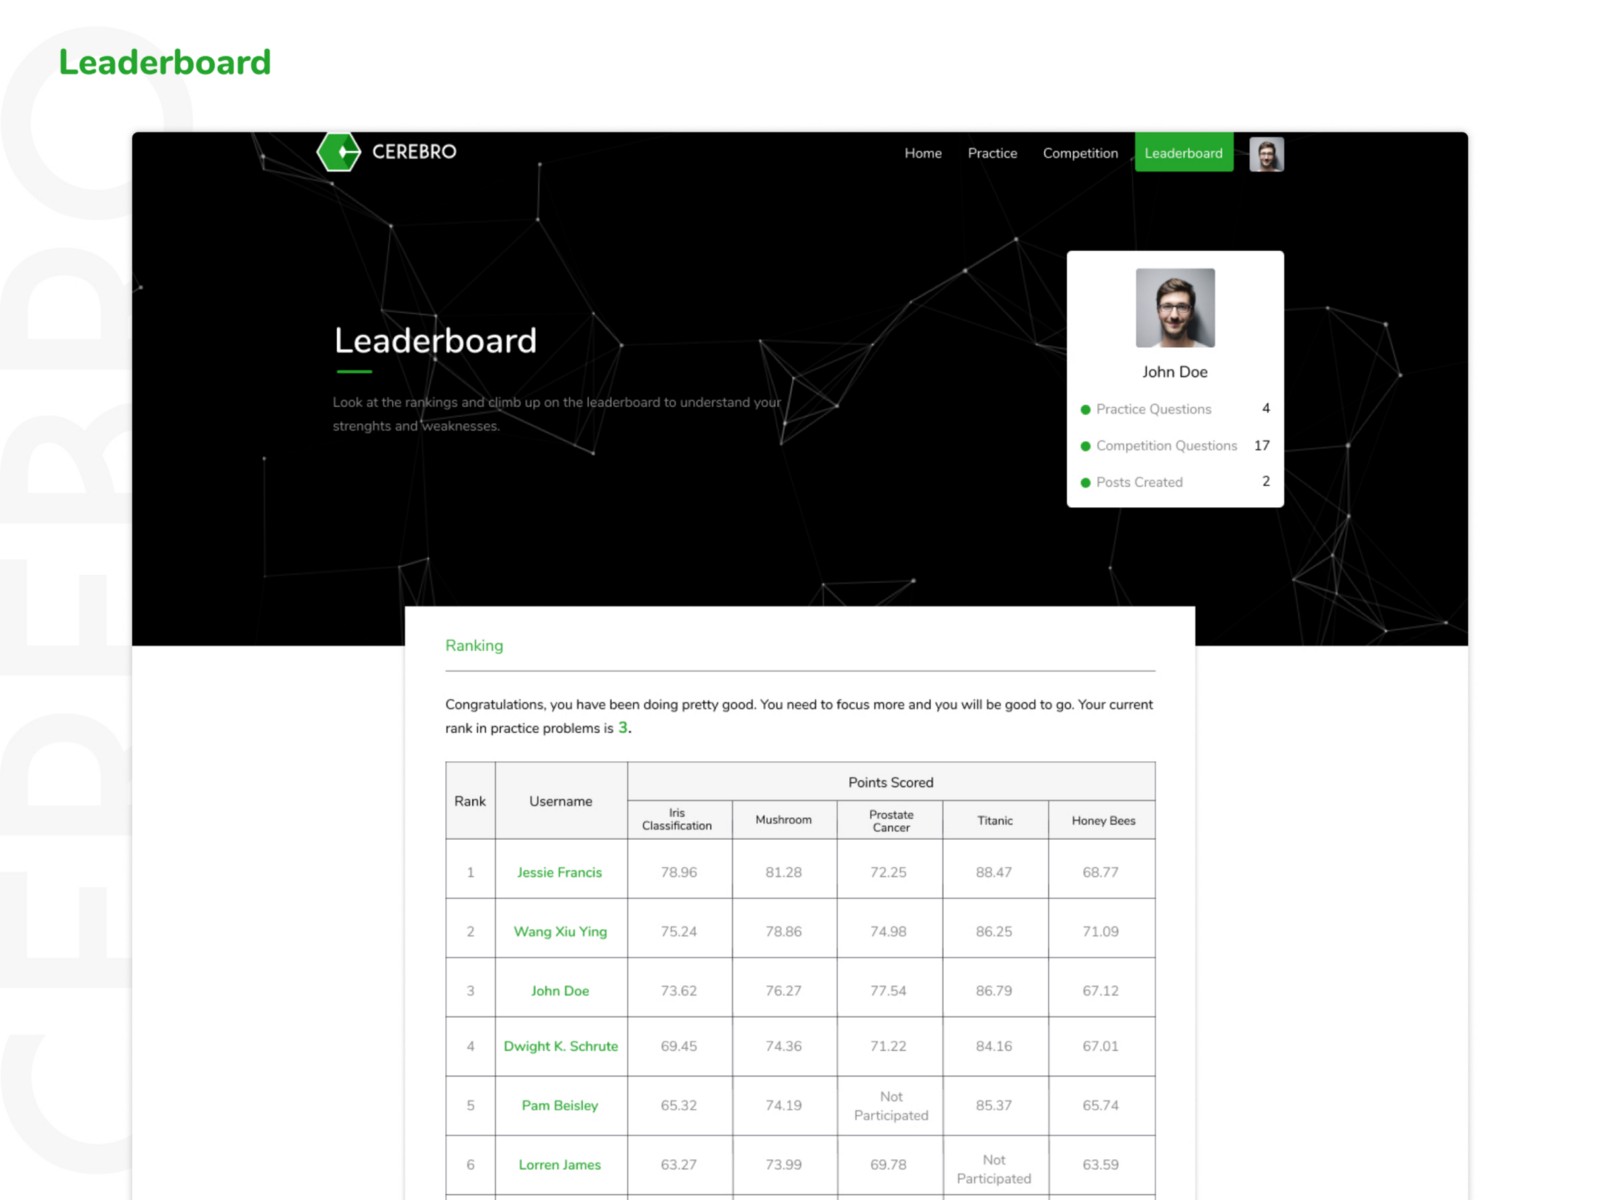 Leaderboard
CEREBRO
CEREBRO
Home Practice Competition Leaderboard
Leaderboard
Look at the rankings and climb up on the leaderboard to understand your
strenghts and weaknesses.
John Doe
Practice Questions 4
Competition Questions 17
Posts Created 2
Ranking
Congratulations, you have been doing pretty good. You need to focus more and you will be good to go. Your current
rank in practice problems is 3.
Rank Username Points Scored
Iris
Classification
Mushroom
Prostate
Cancer
Titanic
Honey Bees
1 Jessie Francis 78.96 81.28 72.25 88.47 68.77
2 Wang Xiu Ying 75.24 78.86 74.98 86.25 71.09
3 John Doe 73.62 76.27 77.54 86.79 67.12
4 Dwight K. Schrute 69.45 74.36 71.22 84.16 67.01
5 Pam Beisley 65.32 74.19 Not
Participated 85.37 65.74
6 Lorren James 63.27 73.99 69.78 Not
Participated 63.59